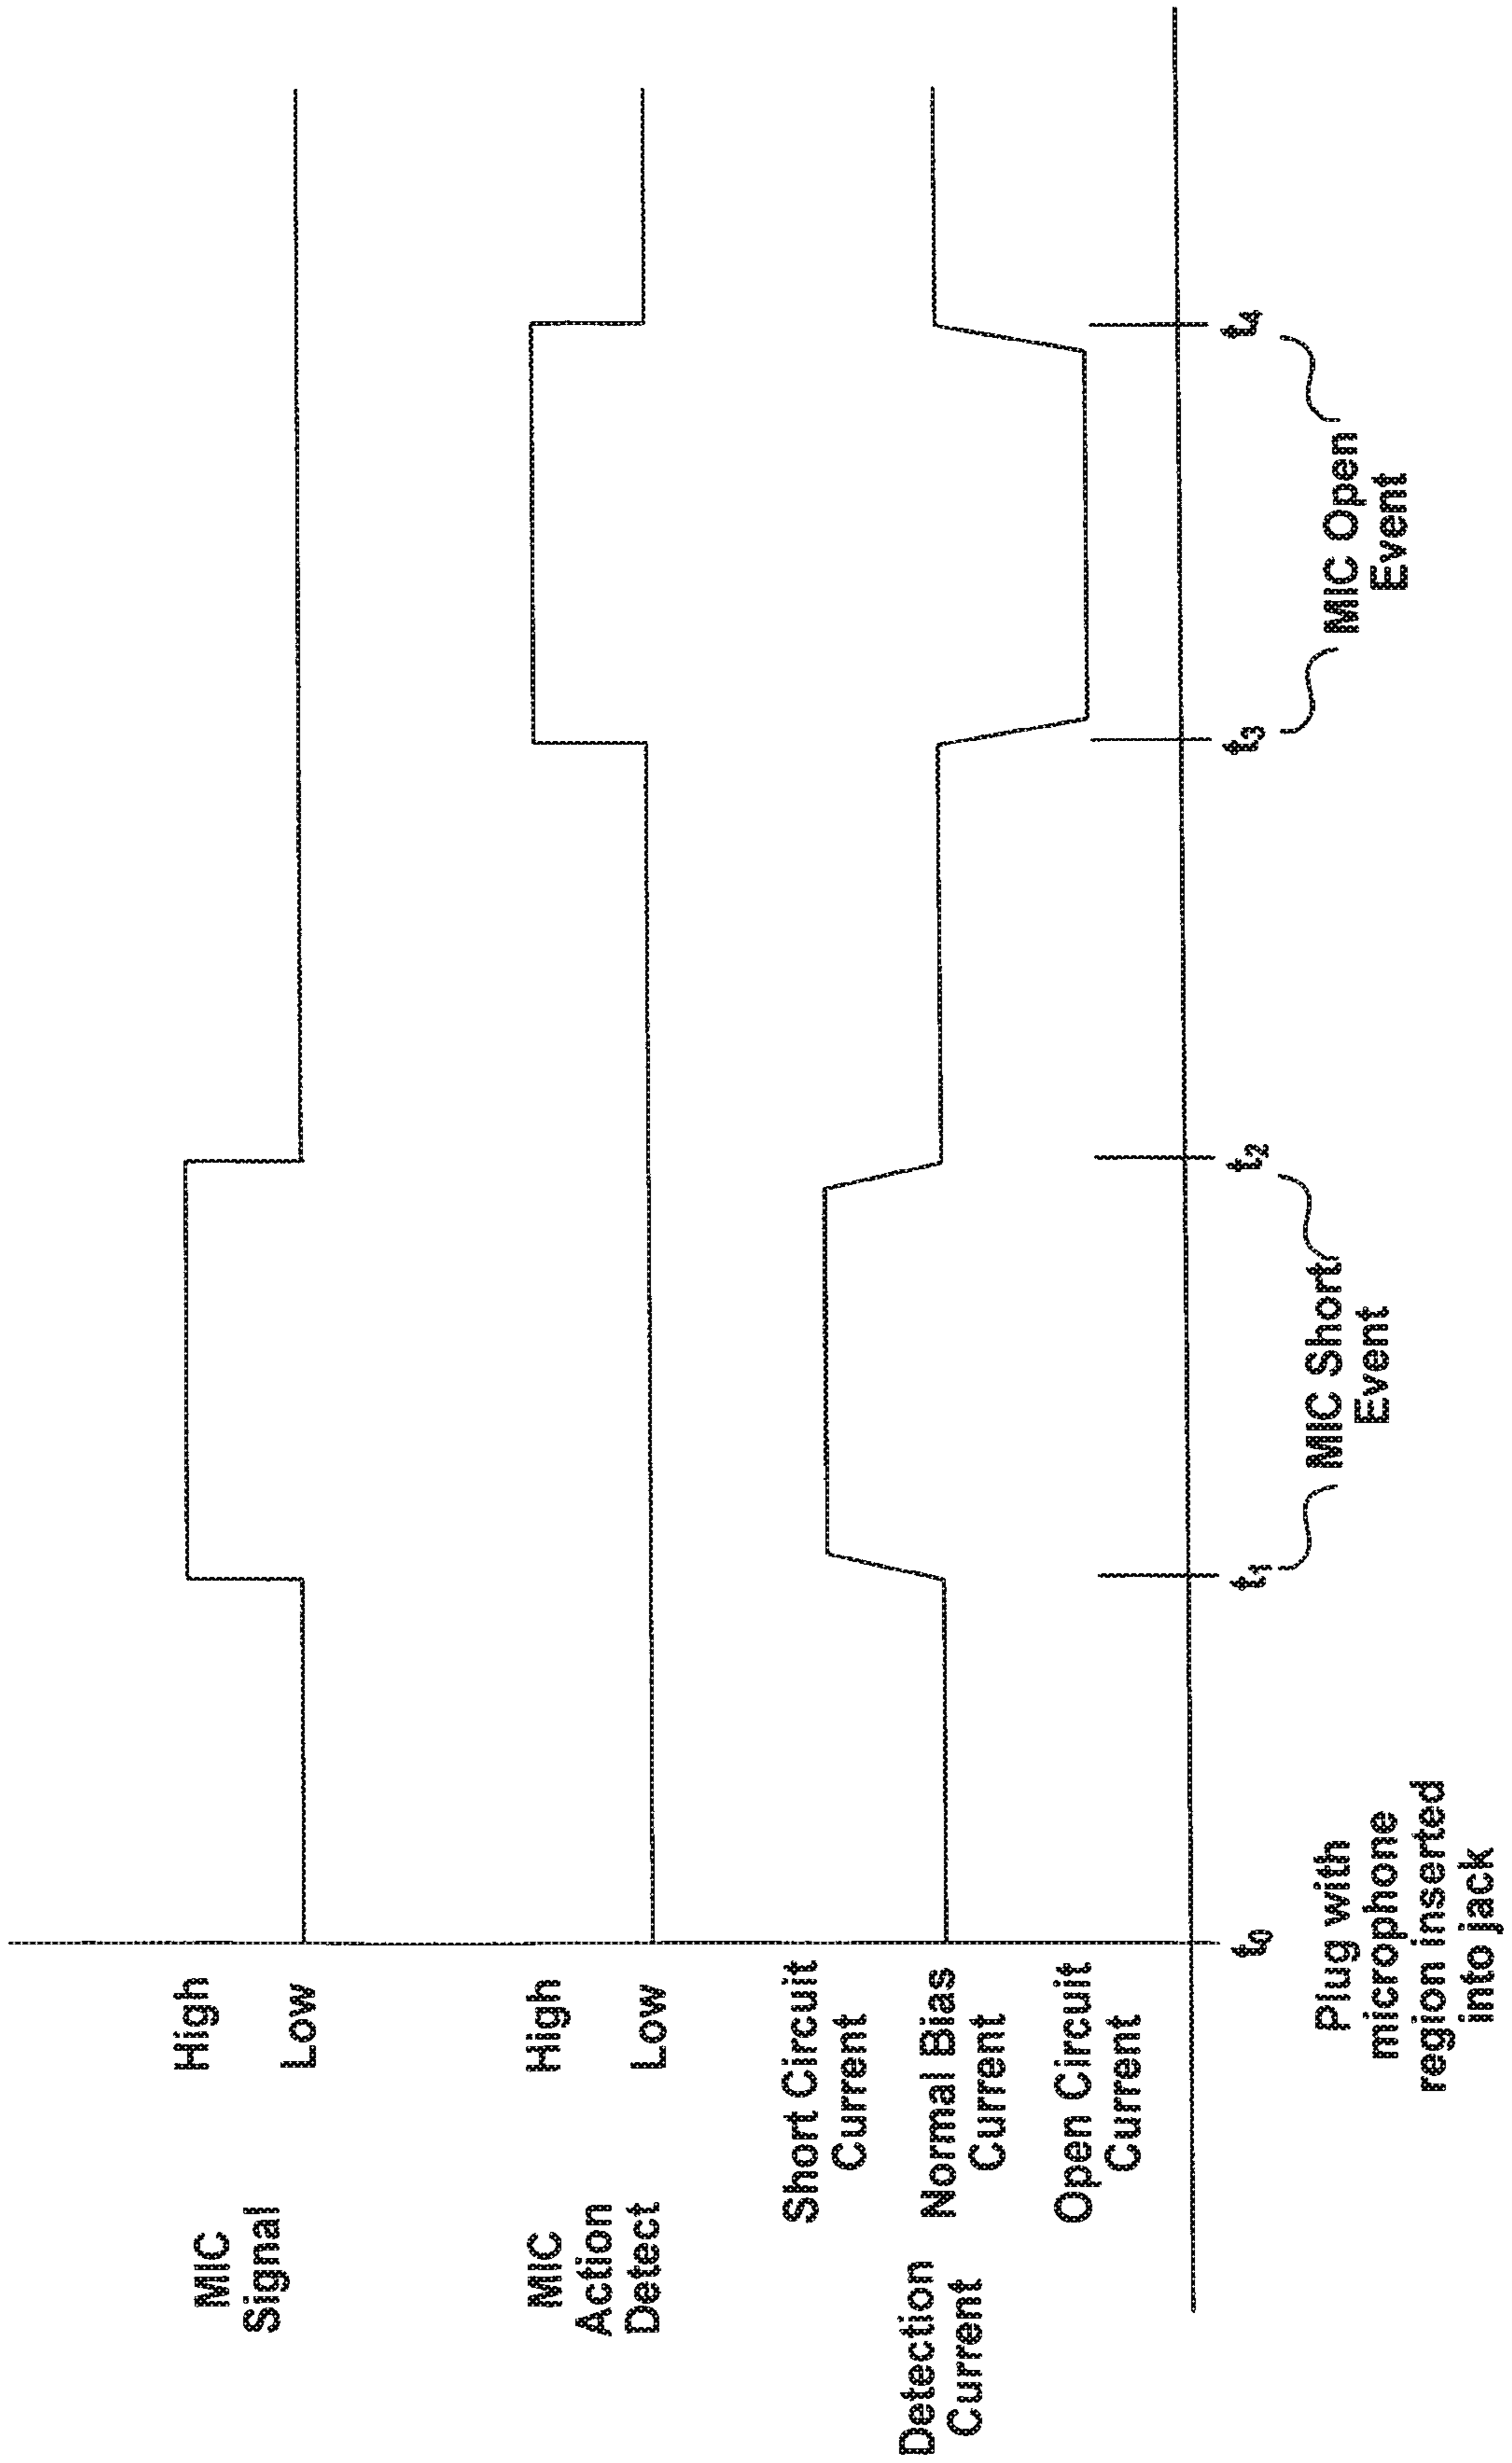 MIC
Signal
High
Low
MIC
Action
Detect
High
Low
Detection
Current
Short Circuit
Current
Normal Bias
Current
Open Circuit
Current
t0
t1
t2
t3
t4
Plug with
microphone
region inserted
into jack
MIC Short
Event
MIC Open
Event